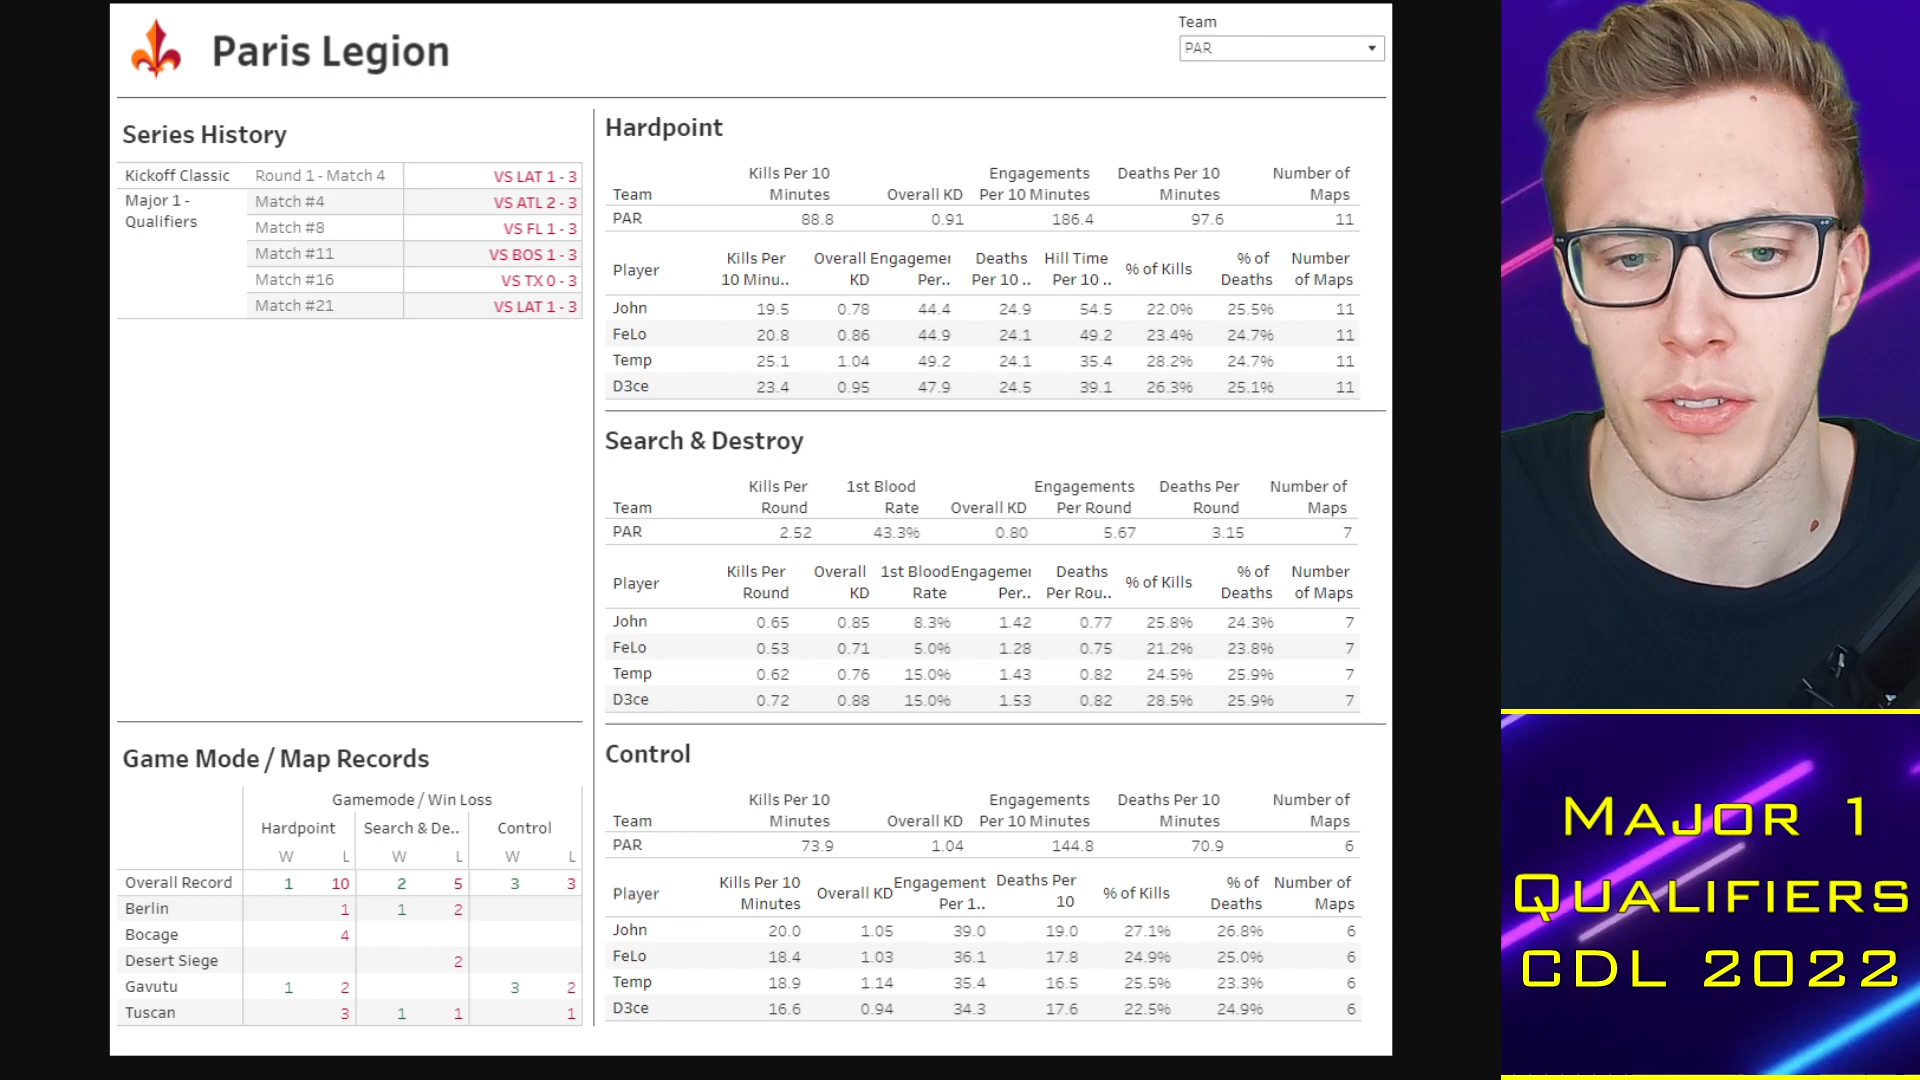 Paris Legion
Team
PAR
Series History
Kickoff Classic Round 1 - Match 4 VS LAT 1 - 3
Major 1 - Qualifiers Match #4 VS ATL 2 - 3
Match #8 VS FL 1 - 3
Match #11 VS BOS 1 - 3
Match #16 VS TX 0 - 3
Match #21 VS LAT 1 - 3
Game Mode / Map Records
Gamemode / Win Loss
Hardpoint Search & De.. Control
W L W L W L
Overall Record 1 10 2 5 3 3
Berlin 1 1 2
Bocage 4
Desert Siege 2
Gavutu 1 2 3 2
Tuscan 3 1 1 1
Hardpoint
Team Kills Per 10 Minutes Overall KD Engagements Per 10 Minutes Deaths Per 10 Minutes Number of Maps
PAR 88.8 0.91 186.4 97.6 11
Player Kills Per 10 Minu.. Overall KD Engagemer Per.. Deaths Per 10 .. Hill Time Per 10 .. % of Kills % of Deaths Number of Maps
John 19.5 0.78 44.4 24.9 54.5 22.0% 25.5% 11
FeLo 20.8 0.86 44.9 24.1 49.2 23.4% 24.7% 11
Temp 25.1 1.04 49.2 24.1 35.4 28.2% 24.7% 11
D3ce 23.4 0.95 47.9 24.5 39.1 26.3% 25.1% 11
Search & Destroy
Team Kills Per Round 1st Blood Rate Overall KD Engagements Per Round Deaths Per Round Number of Maps
PAR 2.52 43.3% 0.80 5.67 3.15 7
Player Kills Per Round Overall KD 1st Blood Rate Engagemer Per.. Deaths Per Rou.. % of Kills % of Deaths Number of Maps
John 0.65 0.85 8.3% 1.42 0.77 25.8% 24.3% 7
FeLo 0.53 0.71 5.0% 1.28 0.75 21.2% 23.8% 7
Temp 0.62 0.76 15.0% 1.43 0.82 24.5% 25.9% 7
D3ce 0.72 0.88 15.0% 1.53 0.82 28.5% 25.9% 7
Control
Team Kills Per 10 Minutes Overall KD Engagements Per 10 Minutes Deaths Per 10 Minutes Number of Maps
PAR 73.9 1.04 144.8 70.9 6
Player Kills Per 10 Minutes Overall KD Engagement Per 1.. Deaths Per 10 % of Kills % of Deaths Number of Maps
John 20.0 1.05 39.0 19.0 27.1% 26.8% 6
FeLo 18.4 1.03 36.1 17.8 24.9% 25.0% 6
Temp 18.9 1.14 35.4 16.5 25.5% 23.3% 6
D3ce 16.6 0.94 34.3 17.6 22.5% 24.9% 6
MAJOR 1
QUALIFIERS
CDL 2022